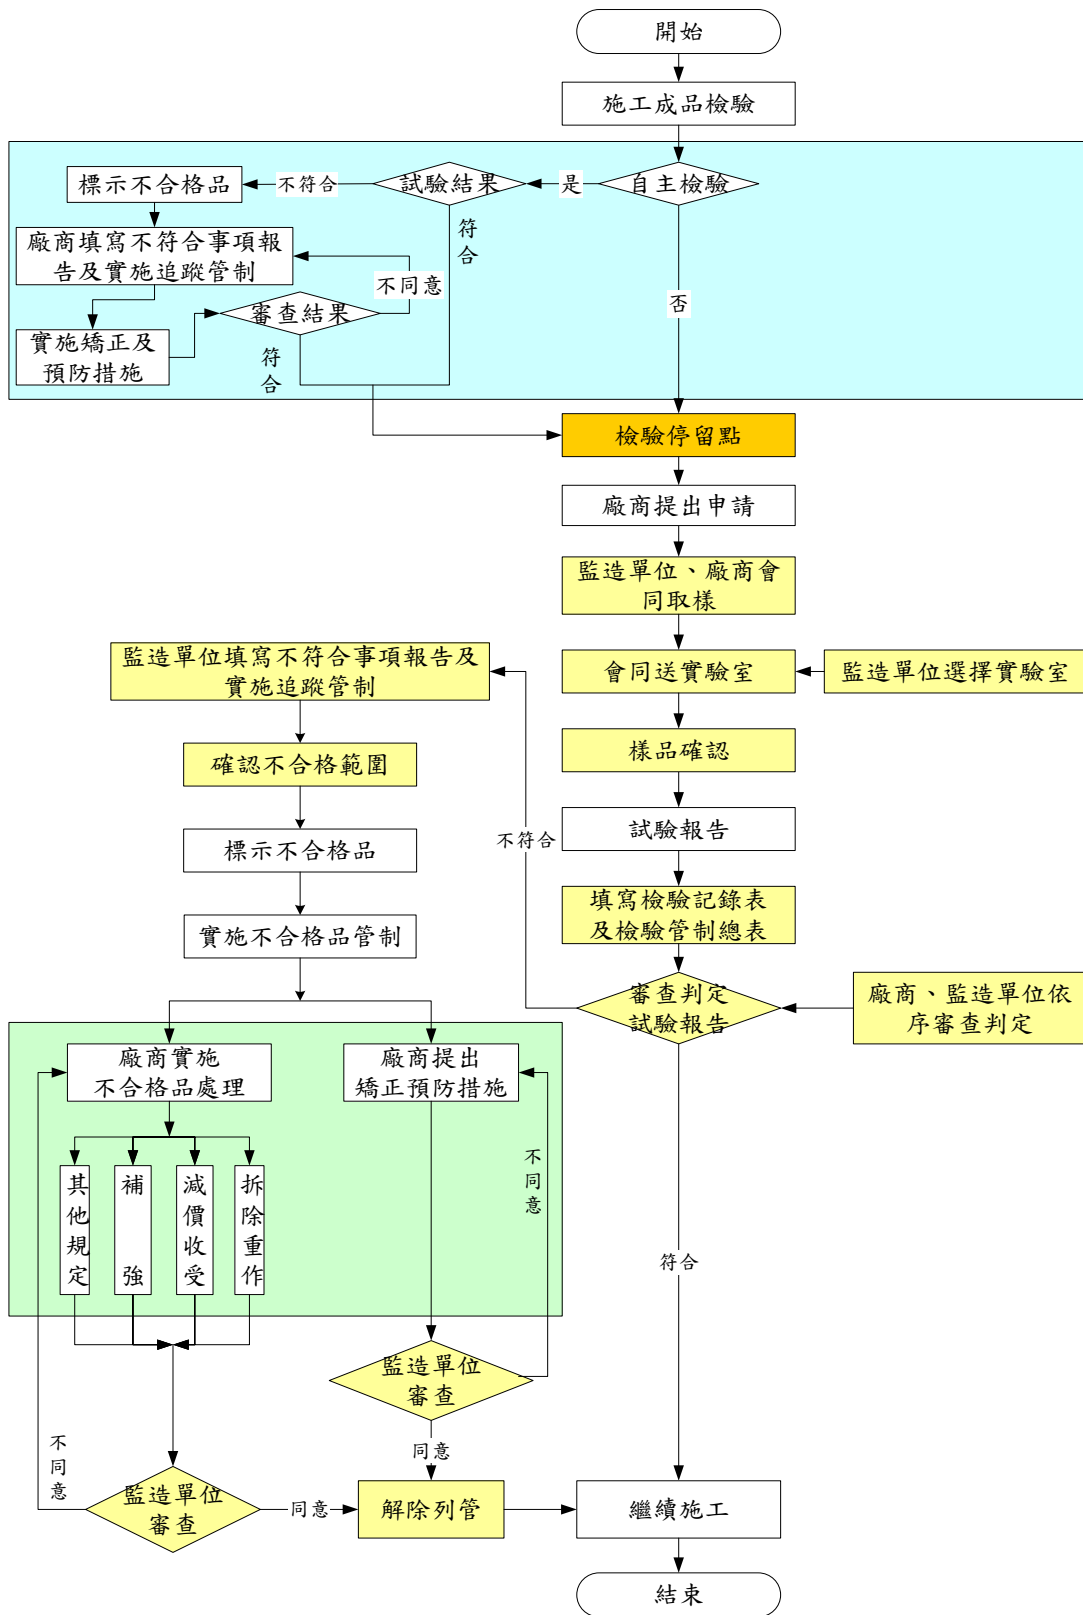 開始
施工成品檢驗
自主檢驗
是
試驗結果
不符合
標示不合格品
符
合
廠商填寫不符合事項報
告及實施追蹤管制
不同意
審查結果
否
實施矯正及
預防措施
符
合
檢驗停留點
廠商提出申請
監造單位、廠商會
同取樣
監造單位填寫不符合事項報告及
實施追蹤管制
會同送實驗室
監造單位選擇實驗室
確認不合格範圍
樣品確認
標示不合格品
不符合
試驗報告
實施不合格品管制
填寫檢驗記錄表
及檢驗管制總表
審查判定
試驗報告
廠商、監造單位依
序審查判定
廠商實施
不合格品處理
廠商提出
矯正預防措施
其他規定
補強
減價收受
拆除重作
不
同
意
符合
監造單位
審查
不
同
意
同意
監造單位
審查
同意
解除列管
繼續施工
結束